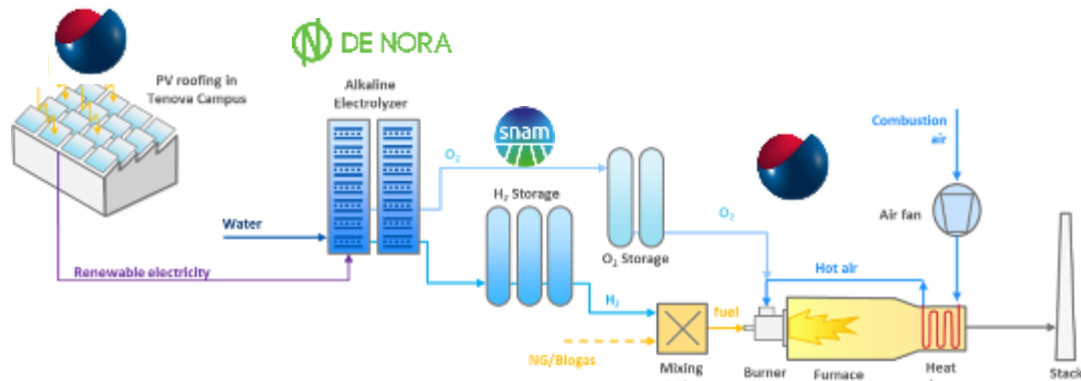 PV roofing in
Tenova Campus
DE NORA
Alkaline
Electrolyzer
snam
O₂
H₂ Storage
Combustion
air
Air fan
Water
O₂
O₂ Storage
Renewable electricity
Hot air
H₂
fuel
NG/Biogas
Mixing
Burner
Furnace
Heat
Stack